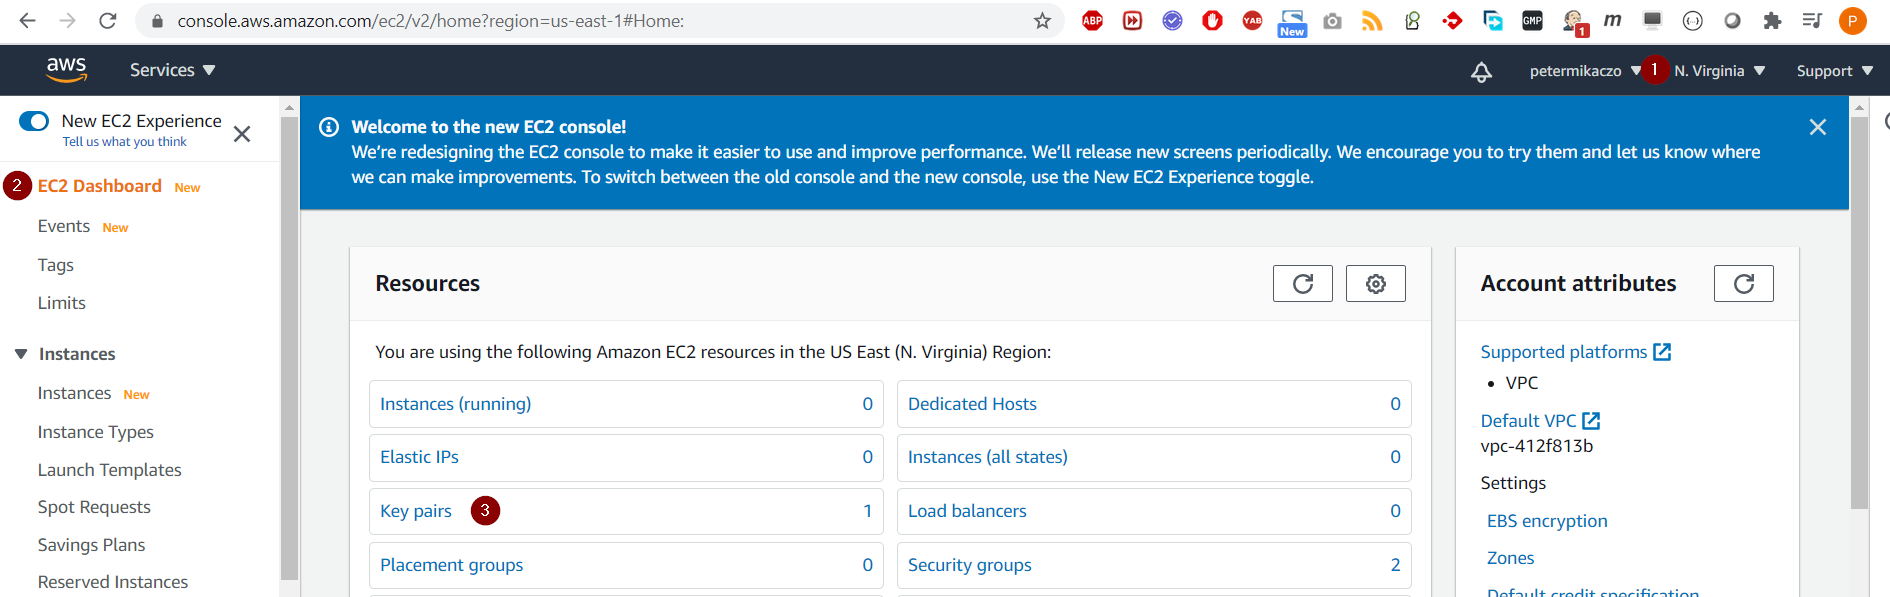 console.aws.amazon.com/ec2/v2/home?region=us-east-1#Home:
ABP
YAB
New
GMP
1
m
P
aws
Services
petermikaczo
1
N. Virginia
Support
New EC2 Experience
Tell us what you think
2
EC2 Dashboard New
Events New
Tags
Limits
Instances
Instances New
Instance Types
Launch Templates
Spot Requests
Savings Plans
Reserved Instances
Welcome to the new EC2 console!
We’re redesigning the EC2 console to make it easier to use and improve performance. We’ll release new screens periodically. We encourage you to try them and let us know where
we can make improvements. To switch between the old console and the new console, use the New EC2 Experience toggle.
Resources
You are using the following Amazon EC2 resources in the US East (N. Virginia) Region:
Instances (running) 0
Dedicated Hosts 0
Elastic IPs 0
Instances (all states) 0
Key pairs 3 1
Load balancers 0
Placement groups 0
Security groups 2
Account attributes
Supported platforms
• VPC
Default VPC
vpc-412f813b
Settings
EBS encryption
Zones
Default credit specification